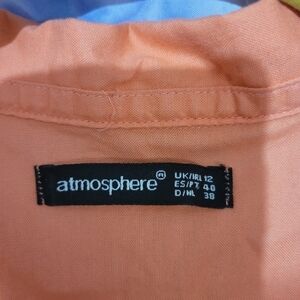 atmosphere®
UK/IRL 12
ES/PT 40
D/NL 38